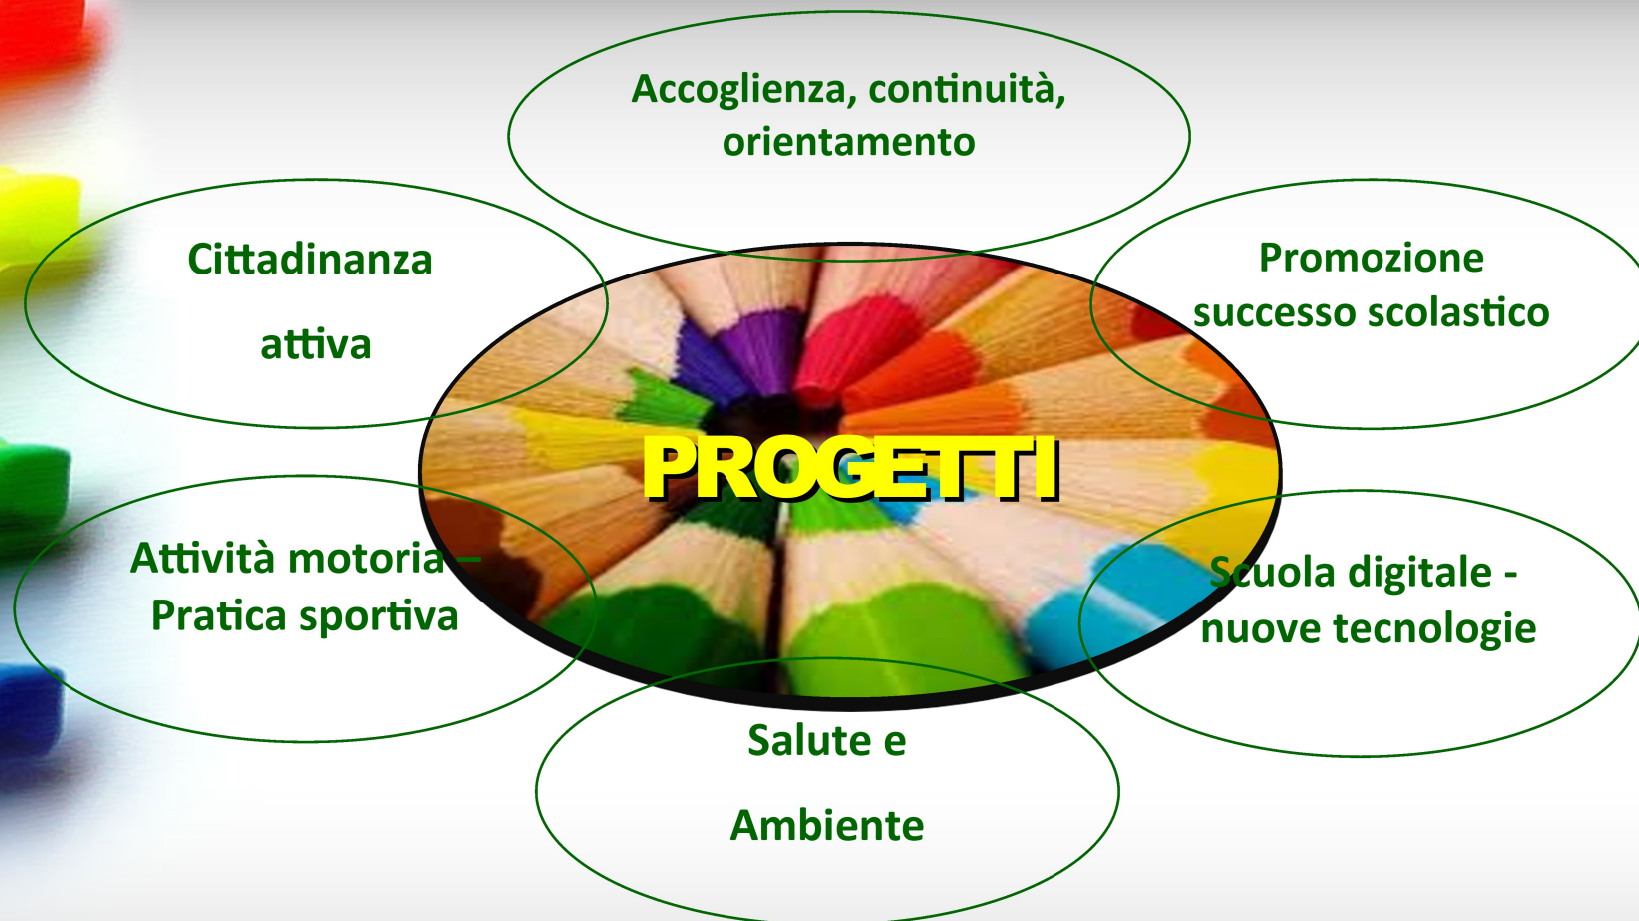 Accoglienza, continuità,
orientamento
Cittadinanza
attiva
Promozione
successo scolastico
PROGETTI
Attività motoria –
Pratica sportiva
Scuola digitale -
nuove tecnologie
Salute e
Ambiente